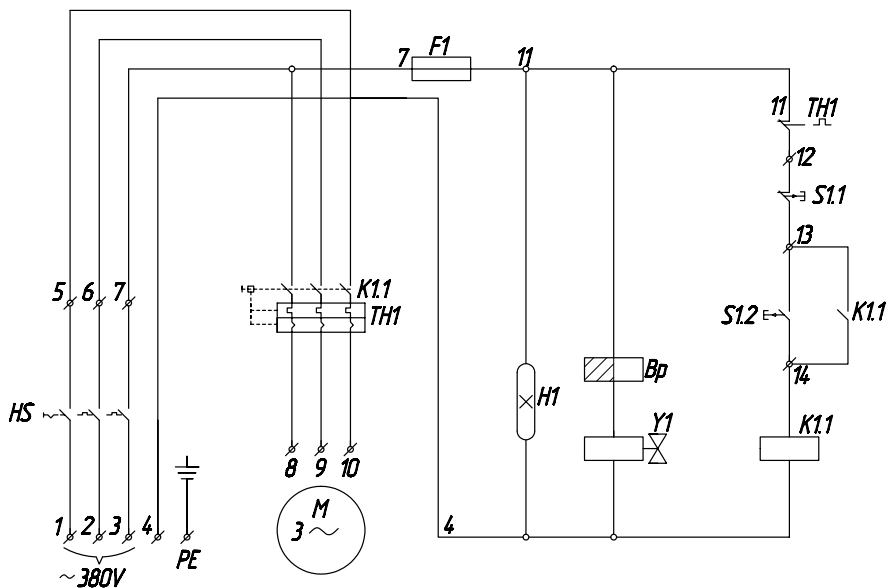 7 F1 11
11 TH1
12
S1.1
13
5 6 7 K1.1
TH1
S1.2 K1.1
Bp 14
HS H1 Y1 K1.1
8 9 10
M
3 ~
1 2 3 4 4
PE
~380V